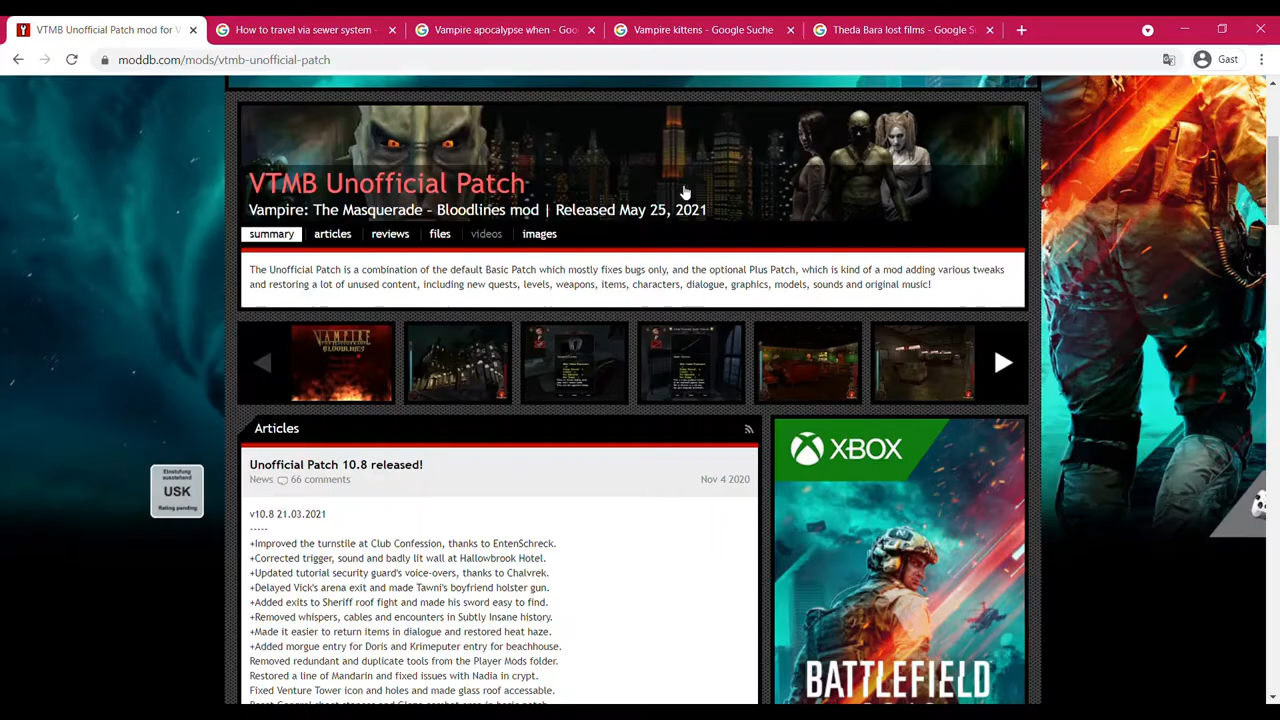 VTMB Unofficial Patch mod for V
How to travel via sewer system -
Vampire apocalypse when - Goo
Vampire kittens - Google Suche
Theda Bara lost films - Google S
moddb.com/mods/vtmb-unofficial-patch
Gast
VTMB Unofficial Patch
Vampire: The Masquerade - Bloodlines mod | Released May 25, 2021
summary articles reviews files videos images
The Unofficial Patch is a combination of the default Basic Patch which mostly fixes bugs only, and the optional Plus Patch, which is kind of a mod adding various tweaks
and restoring a lot of unused content, including new quests, levels, weapons, items, characters, dialogue, graphics, models, sounds and original music!
VAMPIRE
Articles
Unofficial Patch 10.8 released!
News 66 comments Nov 4 2020
v10.8 21.03.2021
-----
+Improved the turnstile at Club Confession, thanks to EntenSchreck.
+Corrected trigger, sound and badly lit wall at Hallowbrook Hotel.
+Updated tutorial security guard's voice-overs, thanks to Chalvrek.
+Delayed Vick's arena exit and made Tawni's boyfriend holster gun.
+Added exits to Sheriff roof fight and made his sword easy to find.
+Removed whispers, cables and encounters in Subtly Insane history.
+Made it easier to return items in dialogue and restored heat haze.
+Added morgue entry for Doris and Krimeputer entry for beachhouse.
Removed redundant and duplicate tools from the Player Mods folder.
Restored a line of Mandarin and fixed issues with Nadia in crypt.
Fixed Venture Tower icon and holes and made glass roof accessable.
Einstufung
ausstehend
USK
Rating pending
XBOX
BATTLEFIELD